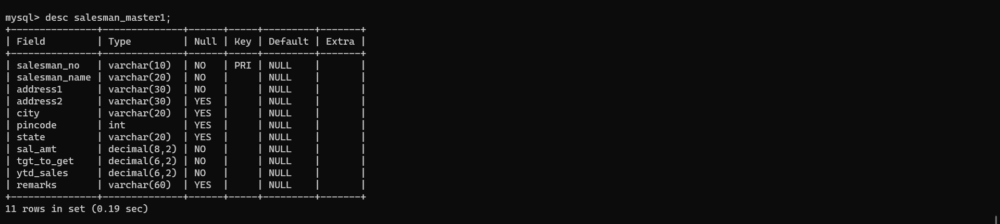 mysql> desc salesman_master1;
+---------------+--------------+------+-----+---------+-------+
| Field         | Type         | Null | Key | Default | Extra |
+---------------+--------------+------+-----+---------+-------+
| salesman_no   | varchar(10)  | NO   | PRI | NULL    |       |
| salesman_name | varchar(20)  | NO   |     | NULL    |       |
| address1      | varchar(30)  | NO   |     | NULL    |       |
| address2      | varchar(30)  | YES  |     | NULL    |       |
| city          | varchar(20)  | YES  |     | NULL    |       |
| pincode       | int          | YES  |     | NULL    |       |
| state         | varchar(20)  | YES  |     | NULL    |       |
| sal_amt       | decimal(8,2) | NO   |     | NULL    |       |
| tgt_to_get    | decimal(6,2) | NO   |     | NULL    |       |
| ytd_sales     | decimal(6,2) | NO   |     | NULL    |       |
| remarks       | varchar(60)  | YES  |     | NULL    |       |
+---------------+--------------+------+-----+---------+-------+
11 rows in set (0.19 sec)